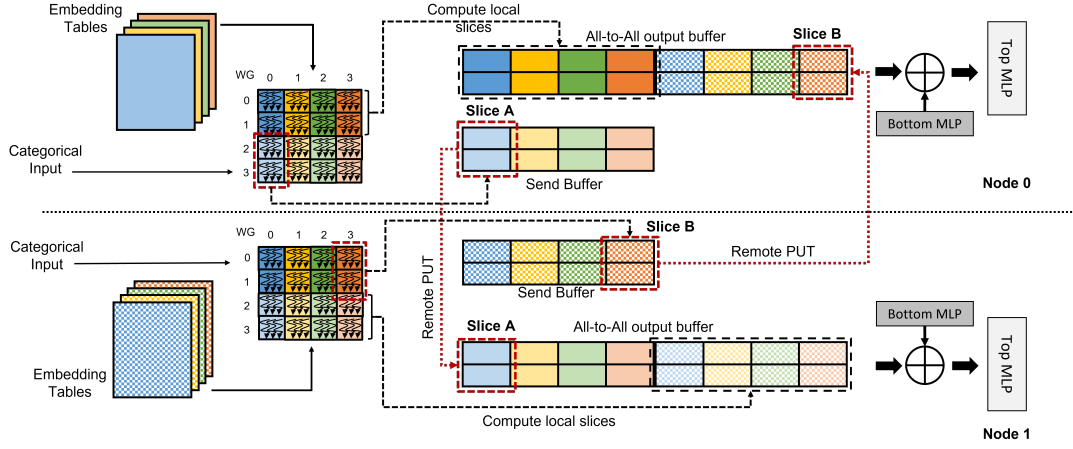 Embedding
Tables
Compute local
slices
All-to-All output buffer
Slice B
WG 0 1 2 3
0
1
2
3
Categorical
Input
Slice A
Send Buffer
Bottom MLP
Top MLP
Node 0
Categorical
Input
WG 0 1 2 3
0
1
2
3
Embedding
Tables
Slice B
Send Buffer
Remote PUT
Remote PUT
Slice A
All-to-All output buffer
Compute local slices
Bottom MLP
Top MLP
Node 1